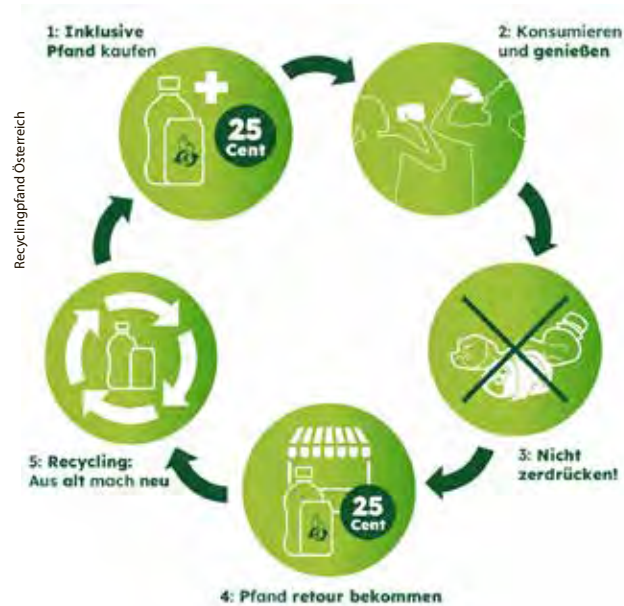 1: Inklusive
Pfand kaufen
25
Cent
2: Konsumieren
und genießen
3: Nicht
zerdrücken!
25
Cent
4: Pfand retour bekommen
5: Recycling:
Aus alt mach neu
Recyclingpfand Österreich